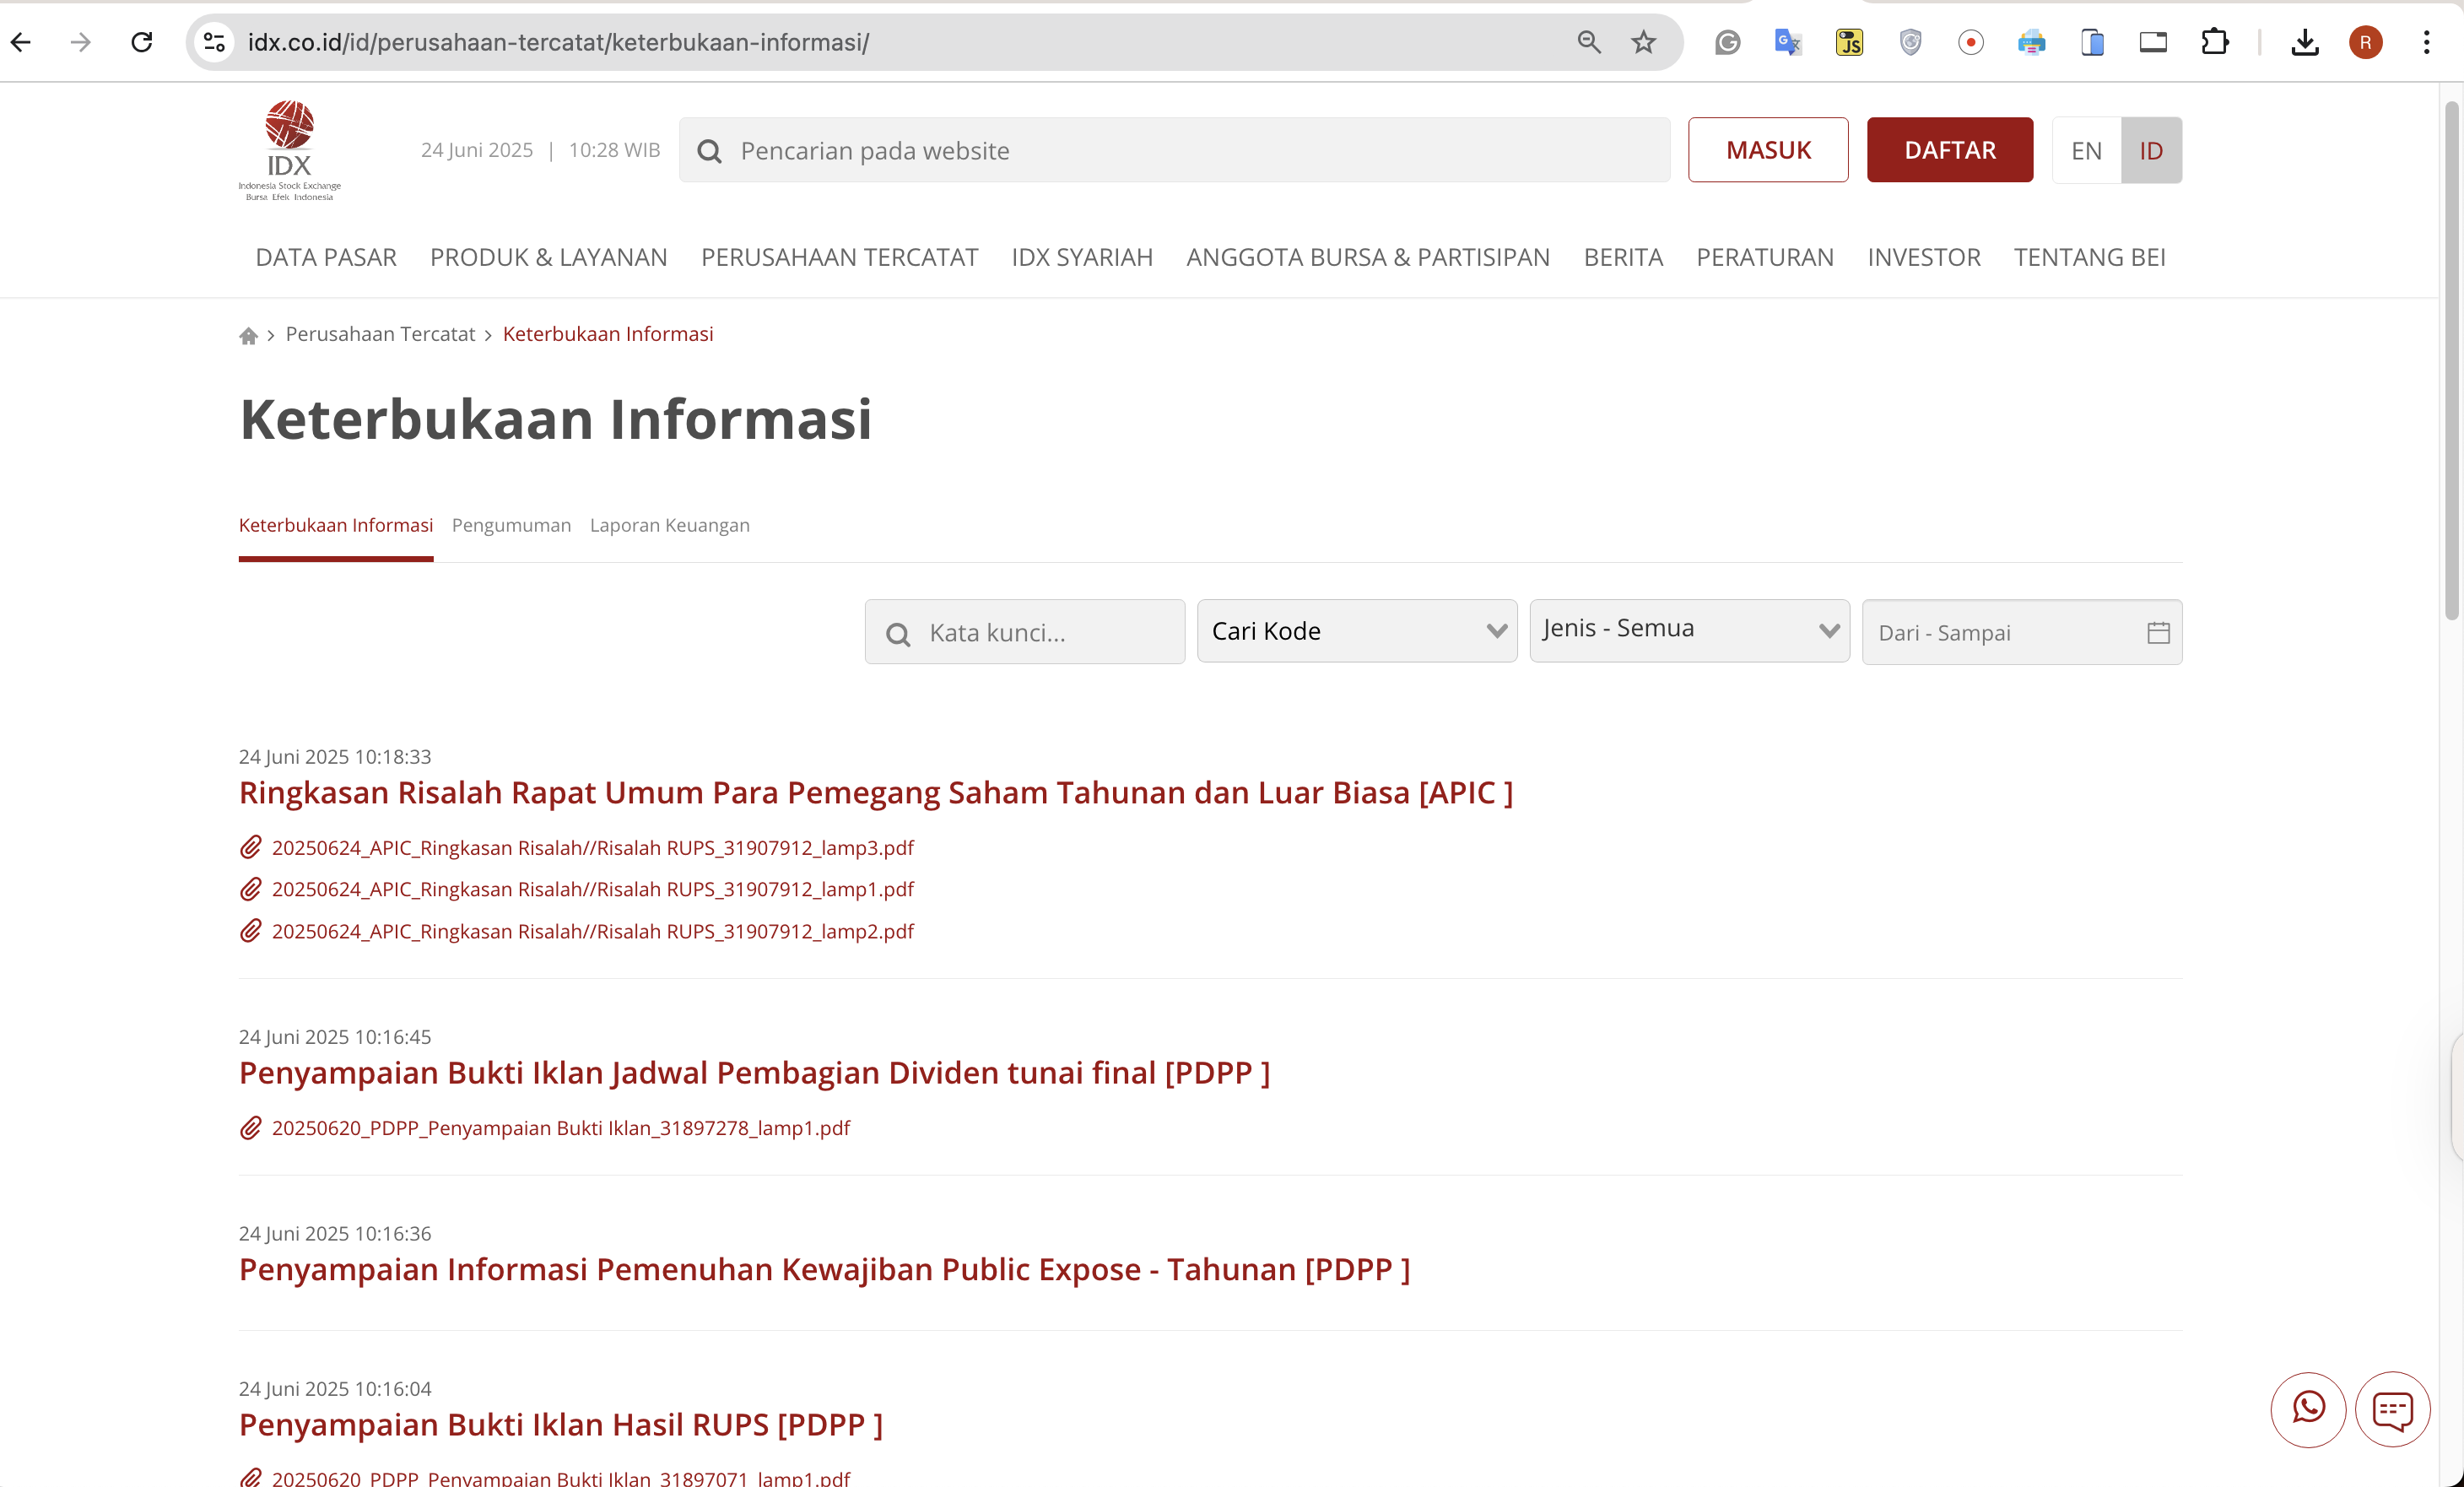 idx.co.id/id/perusahaan-tercatat/keterbukaan-informasi/
JS
R
IDX
Indonesia Stock Exchange
Bursa Efek Indonesia
24 Juni 2025 | 10:28 WIB
Pencarian pada website
MASUK
DAFTAR
EN
ID
DATA PASAR
PRODUK & LAYANAN
PERUSAHAAN TERCATAT
IDX SYARIAH
ANGGOTA BURSA & PARTISIPAN
BERITA
PERATURAN
INVESTOR
TENTANG BEI
Perusahaan Tercatat > Keterbukaan Informasi
Keterbukaan Informasi
Keterbukaan Informasi
Pengumuman
Laporan Keuangan
Kata kunci...
Cari Kode
Jenis - Semua
Dari - Sampai
24 Juni 2025 10:18:33
Ringkasan Risalah Rapat Umum Para Pemegang Saham Tahunan dan Luar Biasa [APIC ]
20250624_APIC_Ringkasan Risalah//Risalah RUPS_31907912_lamp3.pdf
20250624_APIC_Ringkasan Risalah//Risalah RUPS_31907912_lamp1.pdf
20250624_APIC_Ringkasan Risalah//Risalah RUPS_31907912_lamp2.pdf
24 Juni 2025 10:16:45
Penyampaian Bukti Iklan Jadwal Pembagian Dividen tunai final [PDPP ]
20250620_PDPP_Penyampaian Bukti Iklan_31897278_lamp1.pdf
24 Juni 2025 10:16:36
Penyampaian Informasi Pemenuhan Kewajiban Public Expose - Tahunan [PDPP ]
24 Juni 2025 10:16:04
Penyampaian Bukti Iklan Hasil RUPS [PDPP ]
20250620_PDPP_Penyampaian Bukti Iklan_31897071_lamp1.pdf